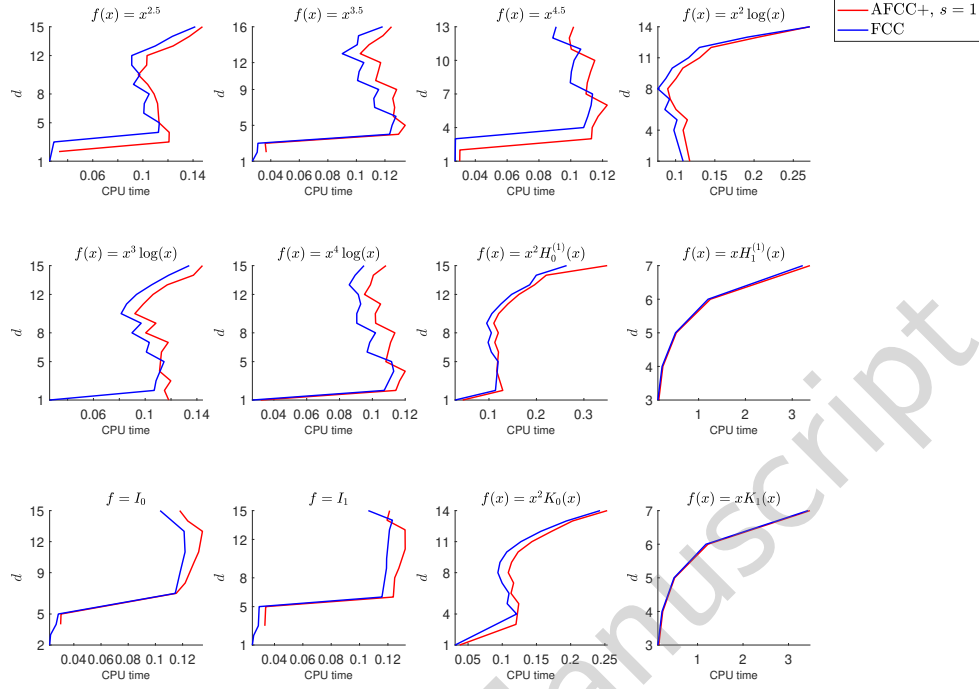 f(x) = x^{2.5}
f(x) = x^{3.5}
f(x) = x^{4.5}
f(x) = x^2 log(x)
AFCC+, s = 1
FCC
15
12
8
5
1
d
0.06
0.1
0.14
CPU time
16
13
10
7
4
1
d
0.04 0.06 0.08
0.1
0.12
CPU time
13
10
7
4
1
d
0.04 0.06 0.08
0.1
0.12
CPU time
14
12
8
4
1
d
0.1
0.15
0.2
0.25
CPU time
f(x) = x^3 log(x)
f(x) = x^4 log(x)
f(x) = x^2 H_0^{(1)}(x)
f(x) = xH_1^{(1)}(x)
15
12
8
5
1
d
0.06
0.1
0.14
CPU time
15
12
8
5
1
d
0.04
0.06
0.08
0.1
0.12
CPU time
15
12
8
5
1
d
0.1
0.2
0.3
CPU time
7
6
5
4
3
d
1
2
3
CPU time
f = I_0
f = I_1
f(x) = x^2 K_0(x)
f(x) = xK_1(x)
15
12
9
5
2
d
0.04 0.06 0.08
0.1
0.12
CPU time
15
12
8
5
1
d
0.04 0.06 0.08
0.1
0.12
CPU time
14
11
8
4
1
d
0.05
0.1
0.15
0.2
0.25
CPU time
7
6
5
4
3
d
1
2
3
CPU time
anuscript